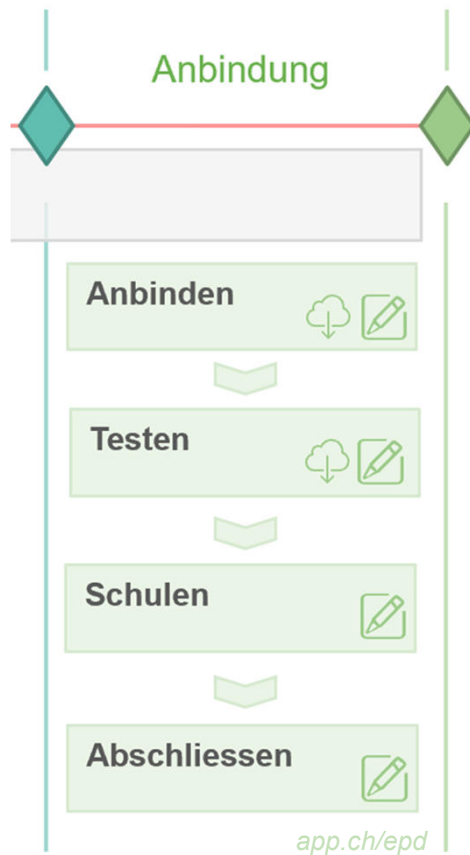 Anbindung
Anbinden
Testen
Schulen
Abschliessen
app.ch/epd